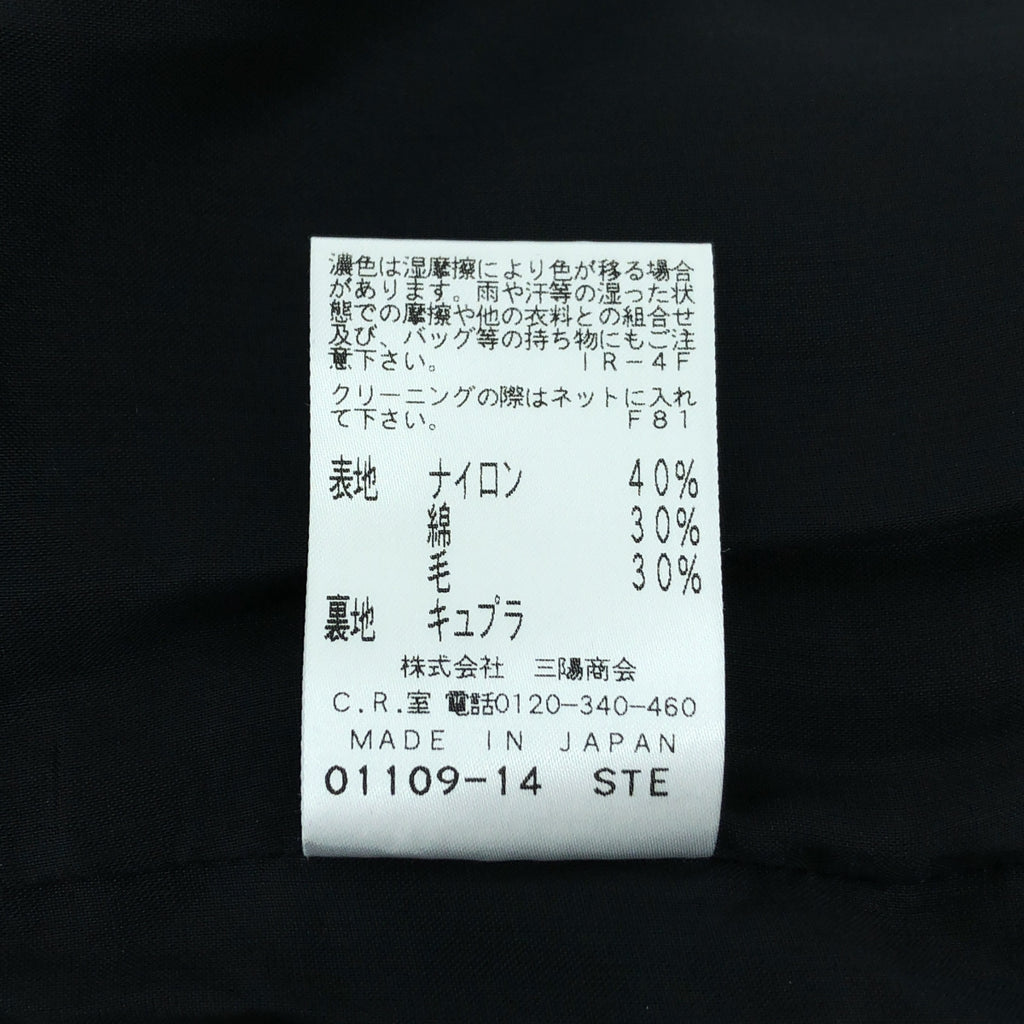 濃色は湿摩擦により色が移る場合
があります。雨や汗等の湿った状
態での摩擦や他の衣料との組合せ
及び、バッグ等の持ち物にもご注
意下さい。 IR-4F
クリーニングの際はネットに入れ
て下さい。 F81
表地 ナイロン 40%
綿 30%
毛 30%
裏地 キュプラ
株式会社 三陽商会
C.R.室 電話0120-340-460
MADE IN JAPAN
01109-14 STE